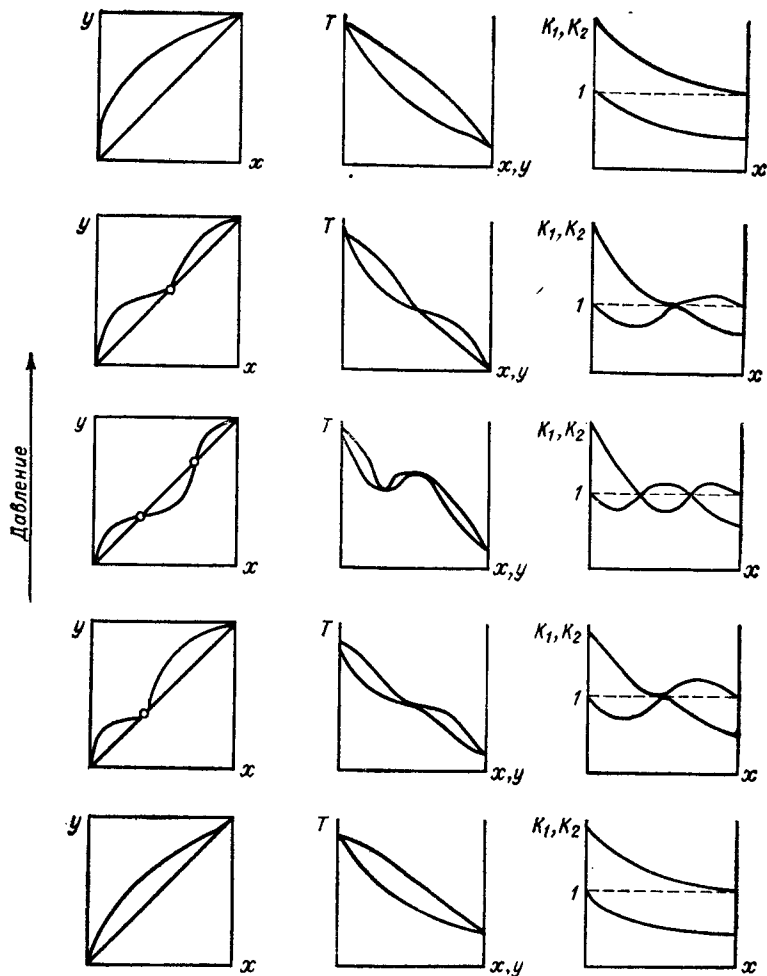 y
x
T
x,y
K₁,K₂
1
x
y
x
T
x,y
K₁,K₂
1
x
Давление
y
x
T
x,y
K₁,K₂
1
x
y
x
T
x,y
K₁,K₂
1
x
y
x
T
x,y
K₁,K₂
1
x